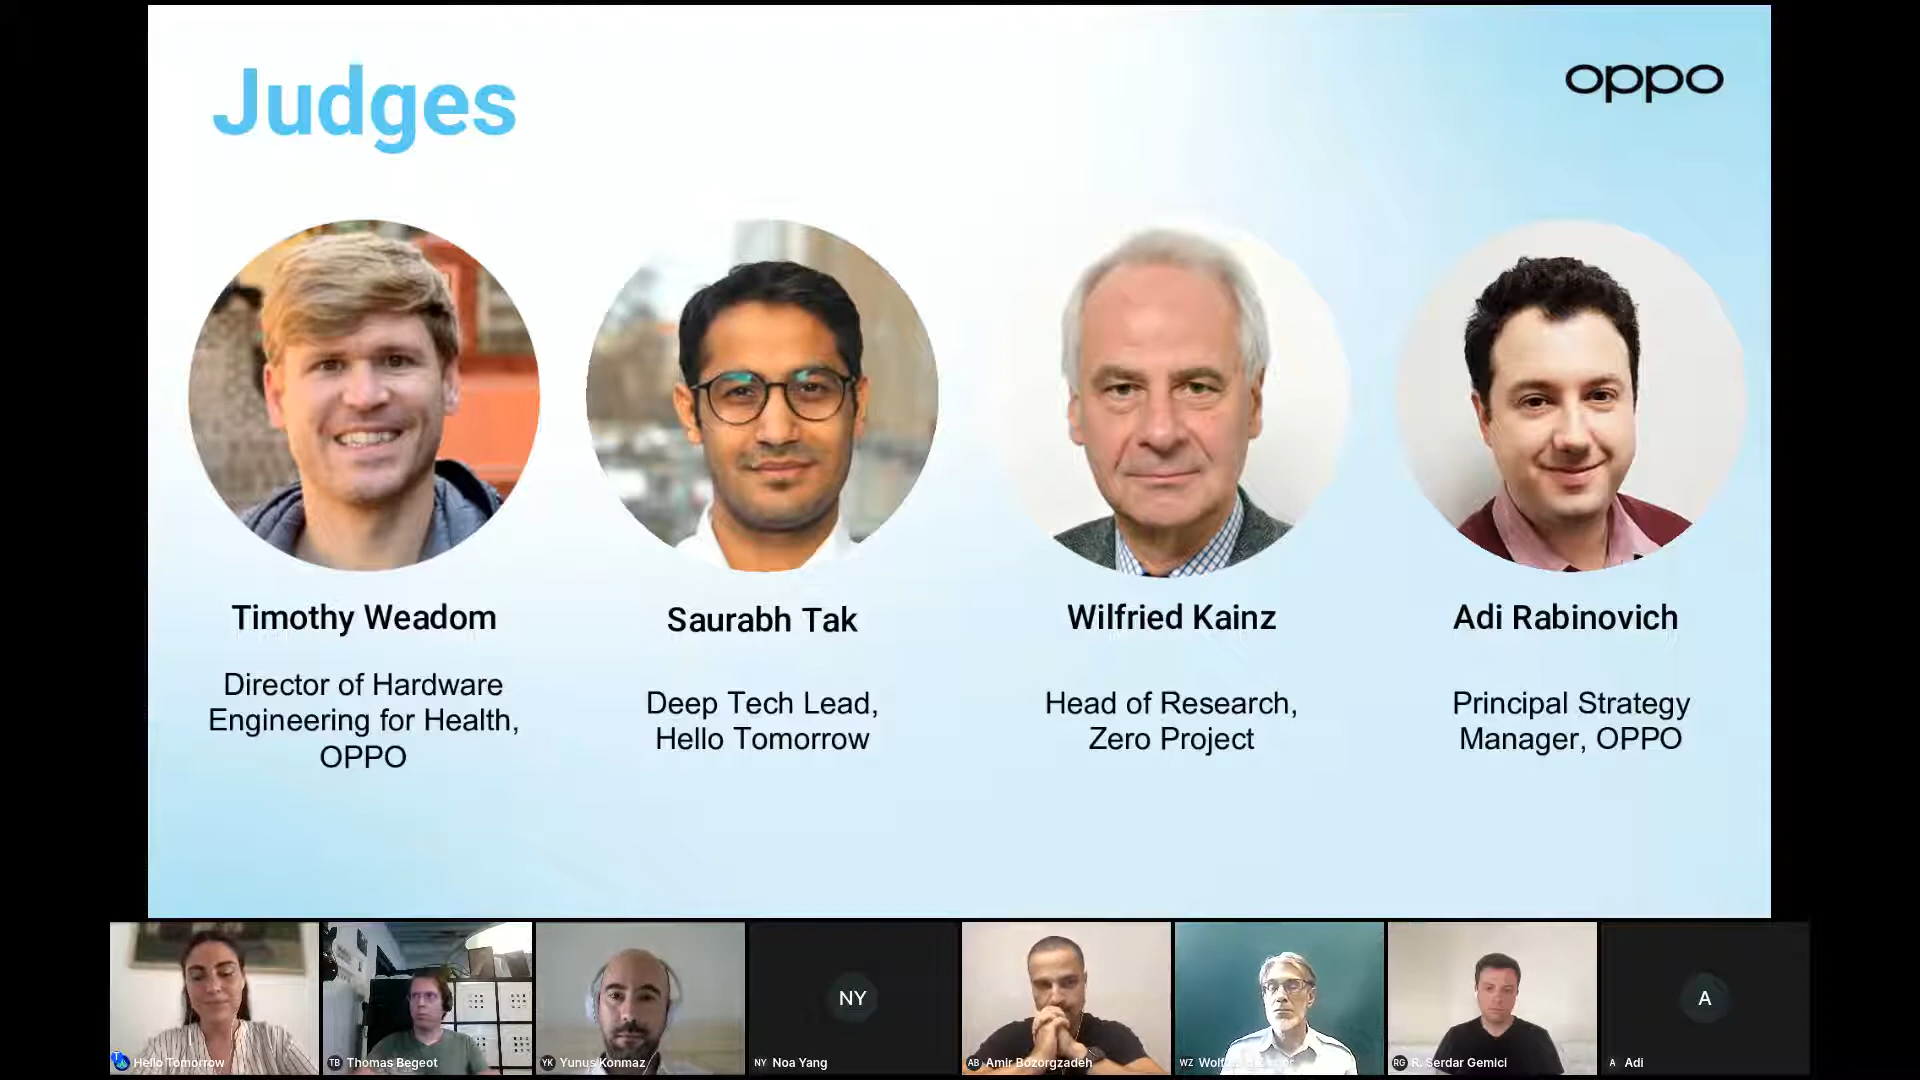 Judges
oppo
Timothy Weadom
Director of Hardware
Engineering for Health,
OPPO
Saurabh Tak
Deep Tech Lead,
Hello Tomorrow
Wilfried Kainz
Head of Research,
Zero Project
Adi Rabinovich
Principal Strategy
Manager, OPPO
Hello Tomorrow
TB Thomas Begeot
YK Yunus Konmaz
NY
NY Noa Yang
AB Amir Bozorgzadeh
WZ
RG R. Serdar Gemici
A
A Adi